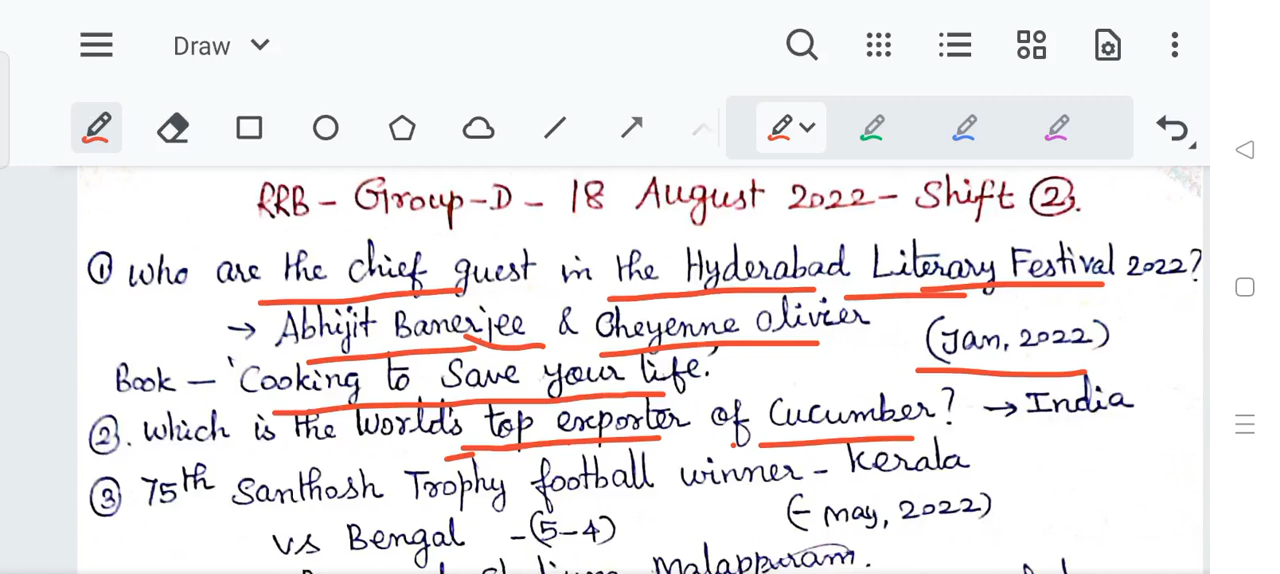 Draw
RRB - Group-D - 18 August 2022 - Shift ②.
① who are the chief guest in the Hyderabad Literary Festival 2022?
→ Abhijit Banerjee & Cheyenne Olivier
(Jan, 2022)
Book - 'Cooking to Save your life.'
②. which is the world's top exporter of Cucumber? → India
③ 75th Santhosh Trophy football winner - Kerala
(- May, 2022)
vs Bengal - (5-4)
Malappuram.